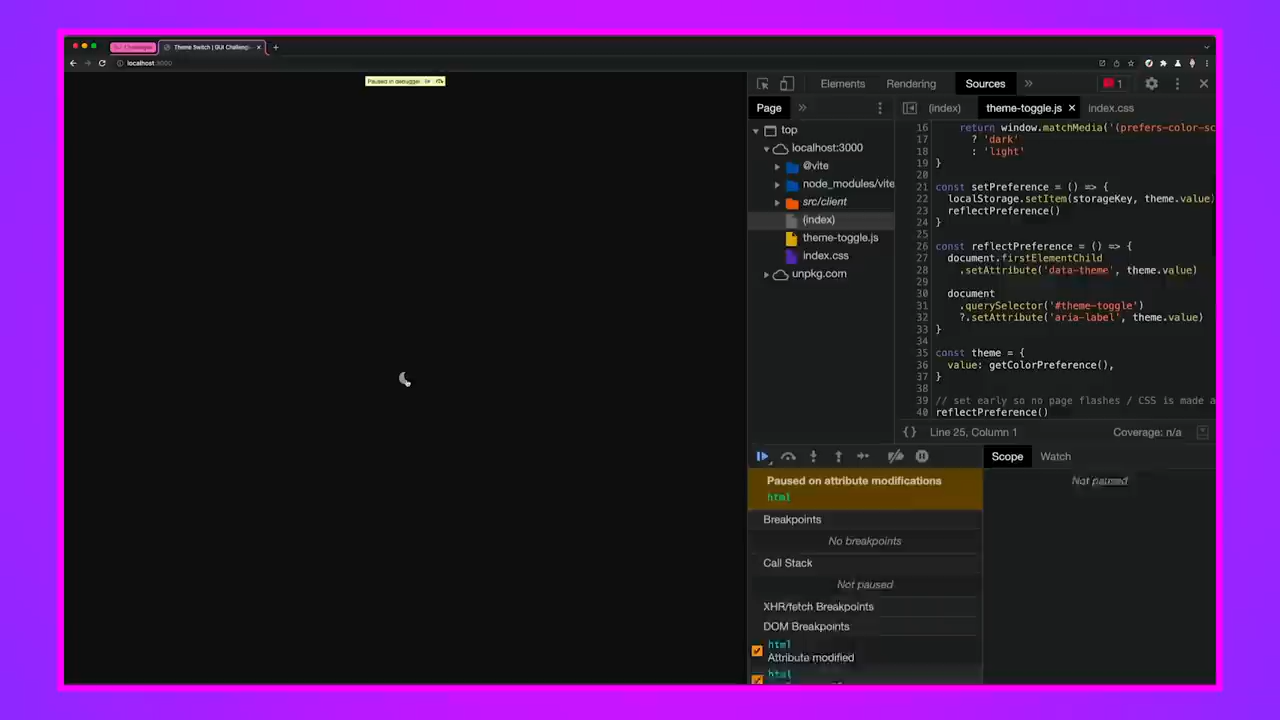 Theme Switch | GUI Challeng
localhost:3000
Paused in debugger
Elements
Rendering
Sources
1
Page
(index)
theme-toggle.js
index.css
top
localhost:3000
@vite
node_modules/vite
src/client
(index)
theme-toggle.js
index.css
unpkg.com
16 return window.matchMedia('(prefers-color-sc
17 ? 'dark'
18 : 'light'
19 }
20
21 const setPreference = () => {
22 localStorage.setItem(storageKey, theme.value)
23 reflectPreference()
24 }
25
26 const reflectPreference = () => {
27 document.firstElementChild
28 .setAttribute('data-theme', theme.value)
29
30 document
31 .querySelector('#theme-toggle')
32 ?.setAttribute('aria-label', theme.value)
33 }
34
35 const theme = {
36 value: getColorPreference(),
37 }
38
39 // set early so no page flashes / CSS is made a
40 reflectPreference()
{} Line 25, Column 1
Coverage: n/a
Paused on attribute modifications
html
Breakpoints
No breakpoints
Call Stack
Not paused
XHR/fetch Breakpoints
DOM Breakpoints
html
Attribute modified
html
Scope
Watch
Not paused